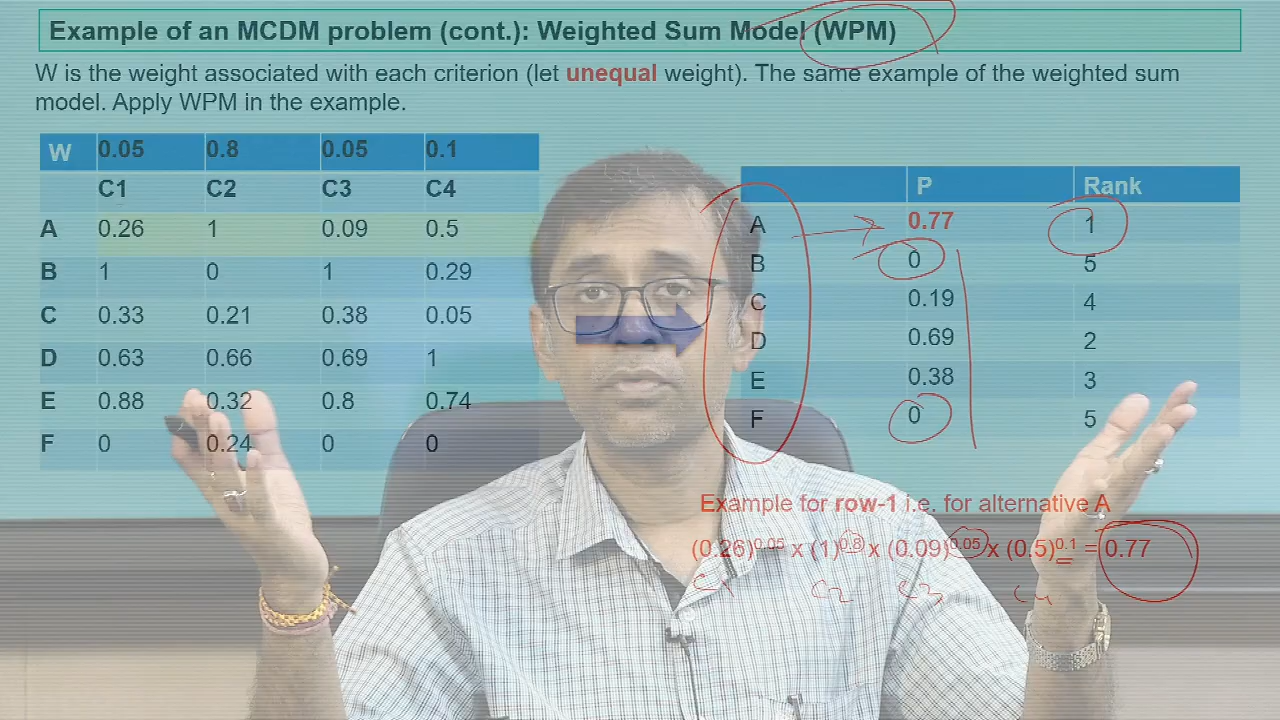 Example of an MCDM problem (cont.): Weighted Sum Model (WPM)
W is the weight associated with each criterion (let unequal weight). The same example of the weighted sum
model. Apply WPM in the example.
W 0.05 0.8 0.05 0.1
C1 C2 C3 C4
A 0.26 1 0.09 0.5
B 1 0 1 0.29
C 0.33 0.21 0.38 0.05
D 0.63 0.66 0.69 1
E 0.88 0.32 0.8 0.74
F 0 0.24 0 0
P Rank
A 0.77 1
B 0 5
C 0.19 4
D 0.69 2
E 0.38 3
F 0 5
Example for row-1 i.e. for alternative A
(0.26)^0.05 x (1)^0.8 x (0.09)^0.05 x (0.5)^0.1 = 0.77
C1 C2 C3 C4